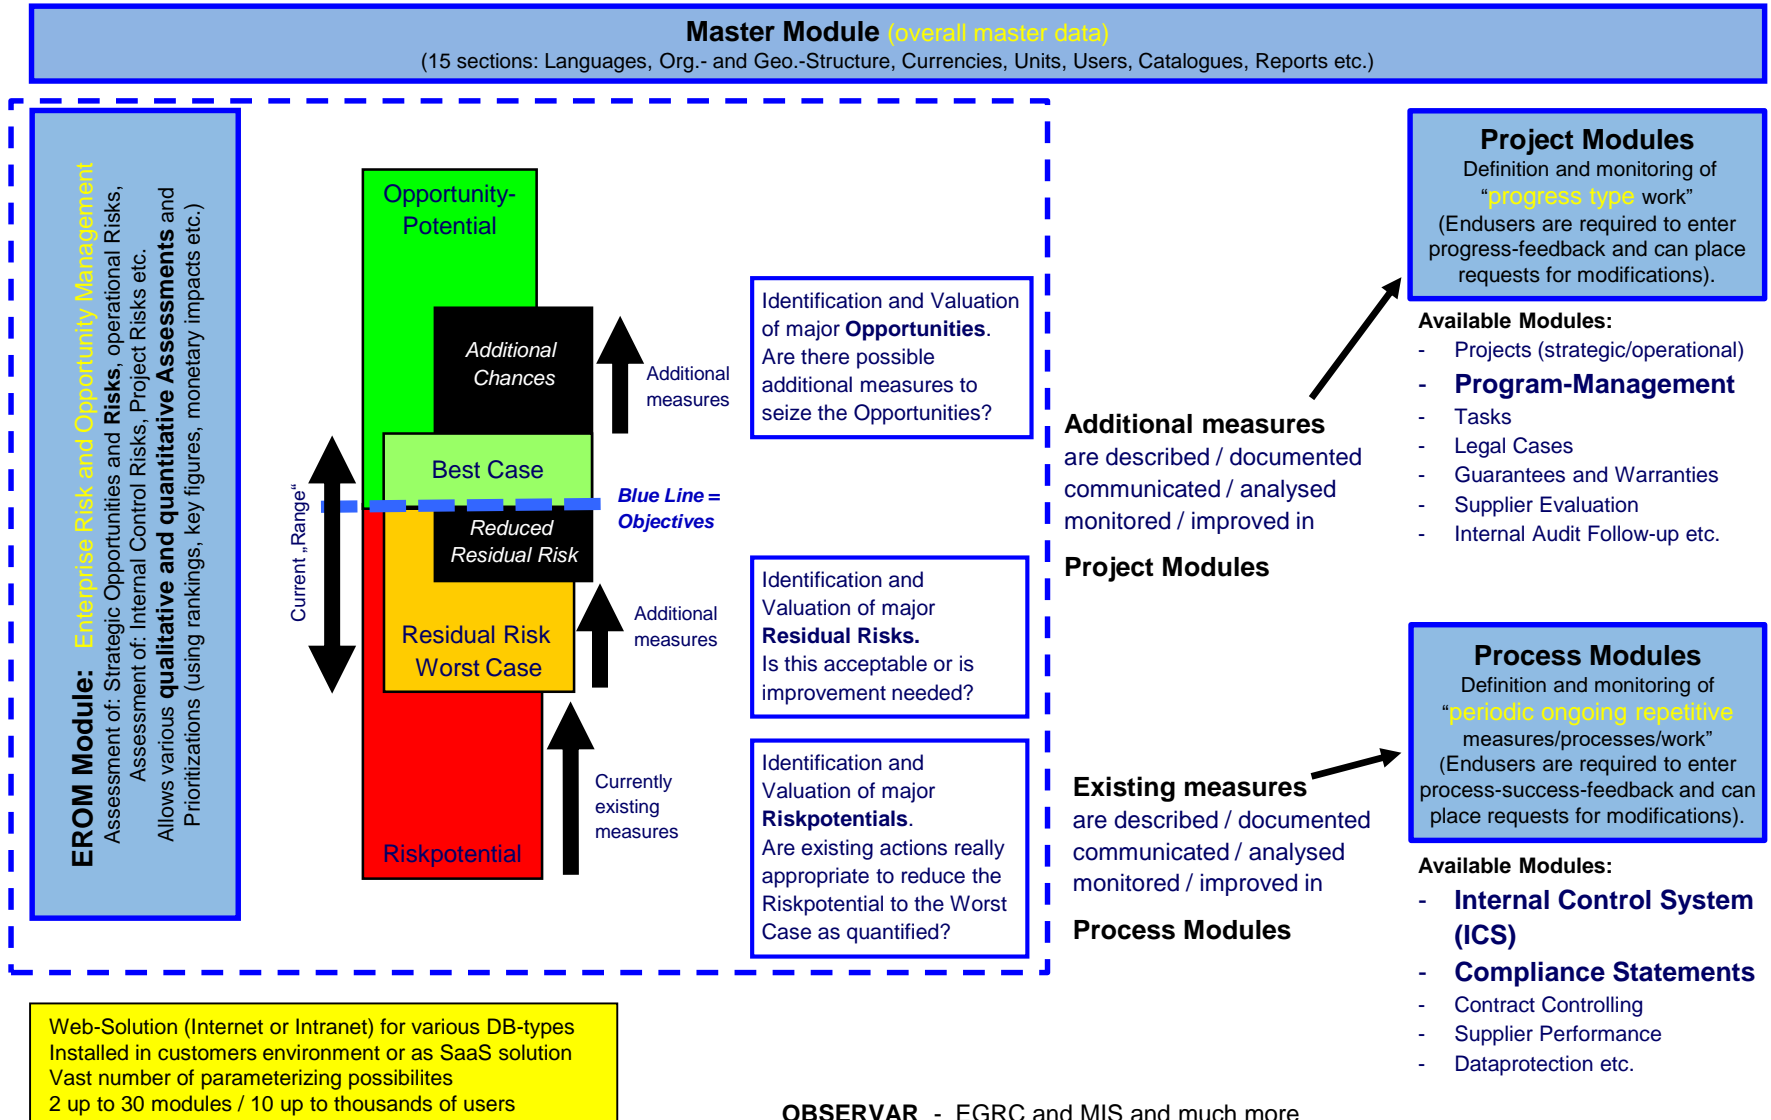 Master Module (overall master data)
(15 sections: Languages, Org.- and Geo.-Structure, Currencies, Units, Users, Catalogues, Reports etc.)
EROM Module: Enterprise Risk and Opportunity Management
Assessment of: Strategic Opportunities and Risks, operational Risks,
Assessment of: Internal Control Risks, Project Risks etc.
Allows various qualitative and quantitative Assessments and
Prioritizations (using rankings, key figures, monetary impacts etc.)
Current „Range“
Opportunity-
Potential
Additional
Chances
Best Case
Reduced
Residual Risk
Residual Risk
Worst Case
Riskpotential
Additional
measures
Blue Line =
Objectives
Additional
measures
Currently
existing
measures
Identification and Valuation
of major Opportunities.
Are there possible
additional measures to
seize the Opportunities?
Identification and
Valuation of major
Residual Risks.
Is this acceptable or is
improvement needed?
Identification and
Valuation of major
Riskpotentials.
Are existing actions really
appropriate to reduce the
Riskpotential to the Worst
Case as quantified?
Additional measures
are described / documented
communicated / analysed
monitored / improved in
Project Modules
Existing measures
are described / documented
communicated / analysed
monitored / improved in
Process Modules
Project Modules
Definition and monitoring of
“progress type work”
(Endusers are required to enter
progress-feedback and can place
requests for modifications).
Available Modules:
- Projects (strategic/operational)
- Program-Management
- Tasks
- Legal Cases
- Guarantees and Warranties
- Supplier Evaluation
- Internal Audit Follow-up etc.
Process Modules
Definition and monitoring of
“periodic ongoing repetitive
measures/processes/work”
(Endusers are required to enter
process-success-feedback and can
place requests for modifications).
Available Modules:
- Internal Control System
(ICS)
- Compliance Statements
- Contract Controlling
- Supplier Performance
- Dataprotection etc.
Web-Solution (Internet or Intranet) for various DB-types
Installed in customers environment or as SaaS solution
Vast number of parameterizing possibilites
2 up to 30 modules / 10 up to thousands of users
OBSERVAR - EGRC and MIS and much more